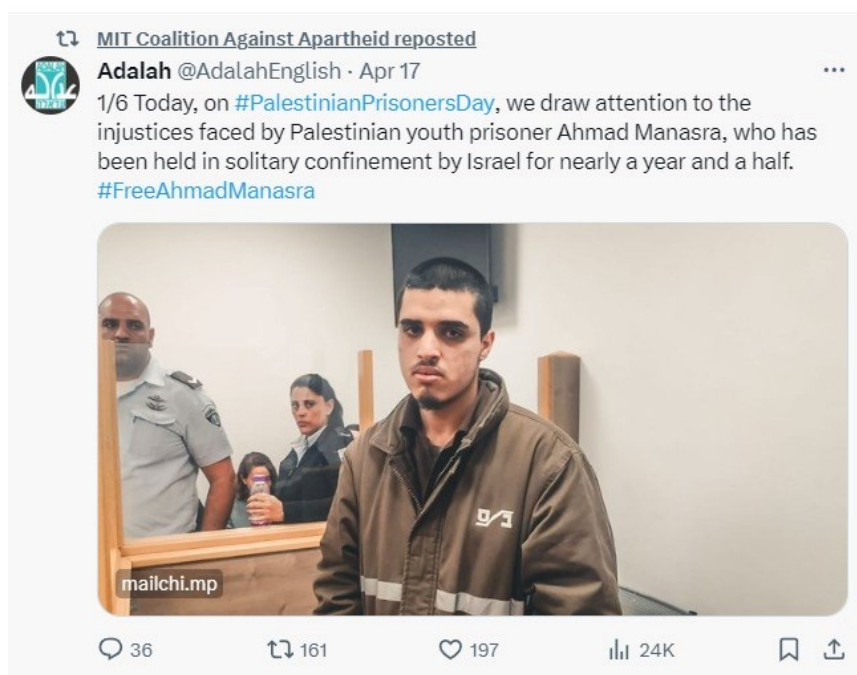 MIT Coalition Against Apartheid reposted
Adalah @AdalahEnglish · Apr 17
1/6 Today, on #PalestinianPrisonersDay, we draw attention to the
injustices faced by Palestinian youth prisoner Ahmad Manasra, who has
been held in solitary confinement by Israel for nearly a year and a half.
#FreeAhmadManasra
mailchi.mp
36 161 197 24K